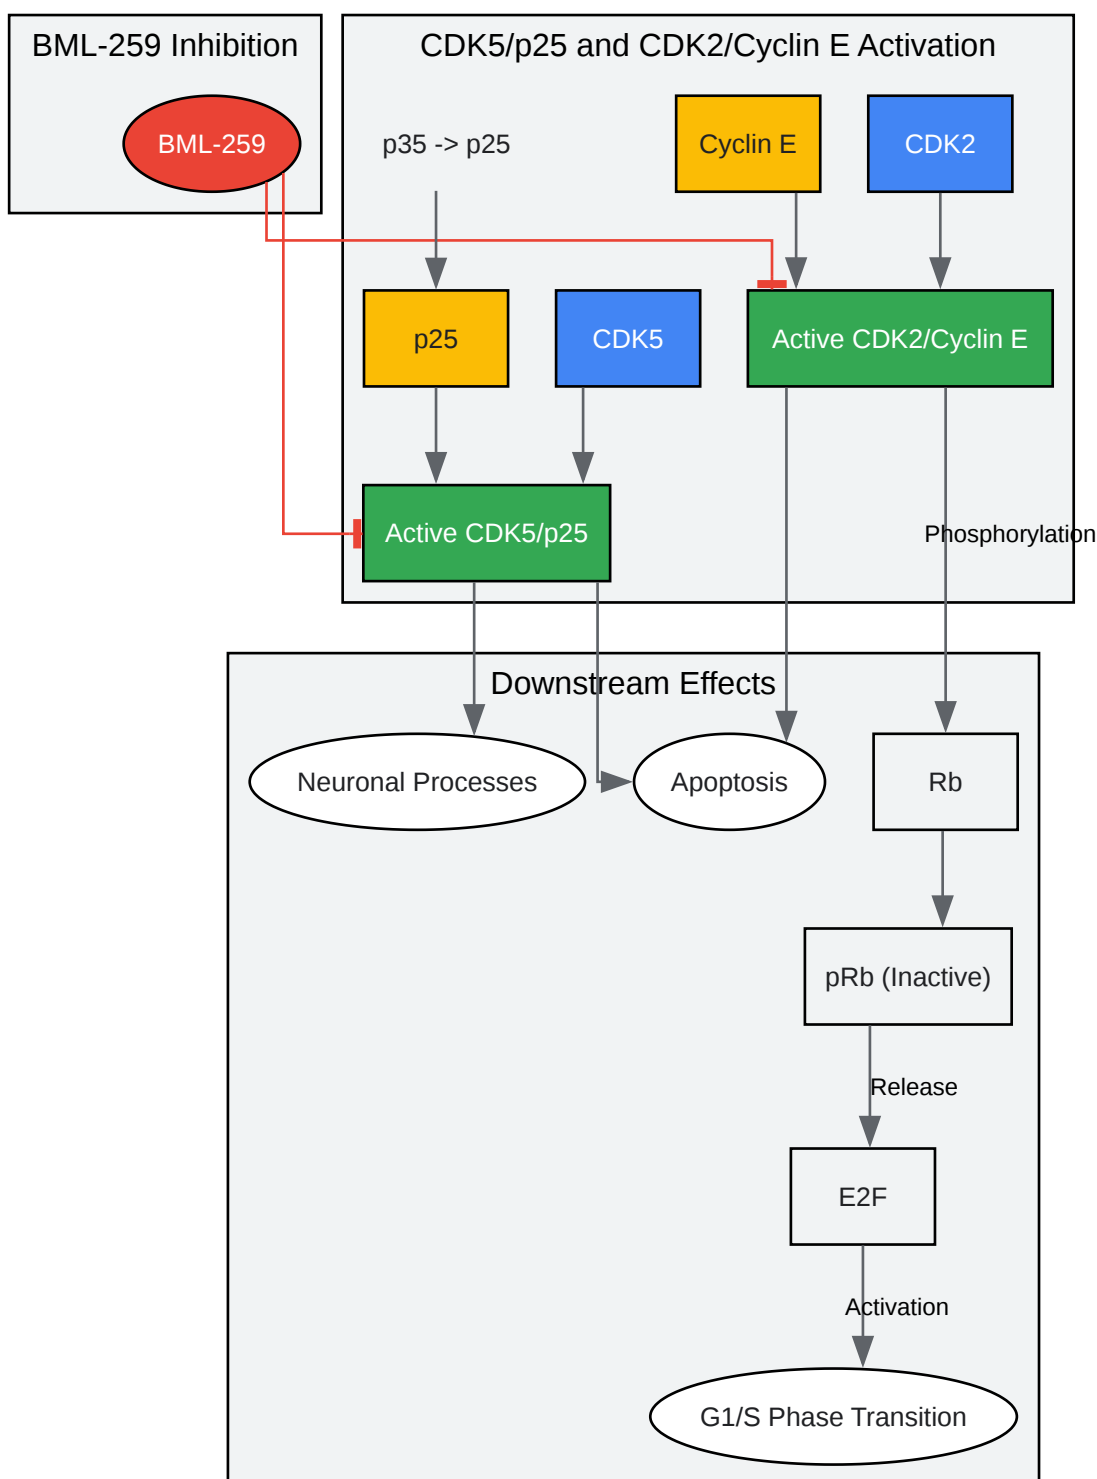 BML-259 Inhibition
CDK5/p25 and CDK2/Cyclin E Activation
BML-259
p35 -> p25
Cyclin E
CDK2
p25
CDK5
Active CDK2/Cyclin E
Active CDK5/p25
Phosphorylation
Downstream Effects
Neuronal Processes
Apoptosis
Rb
pRb (Inactive)
Release
E2F
Activation
G1/S Phase Transition